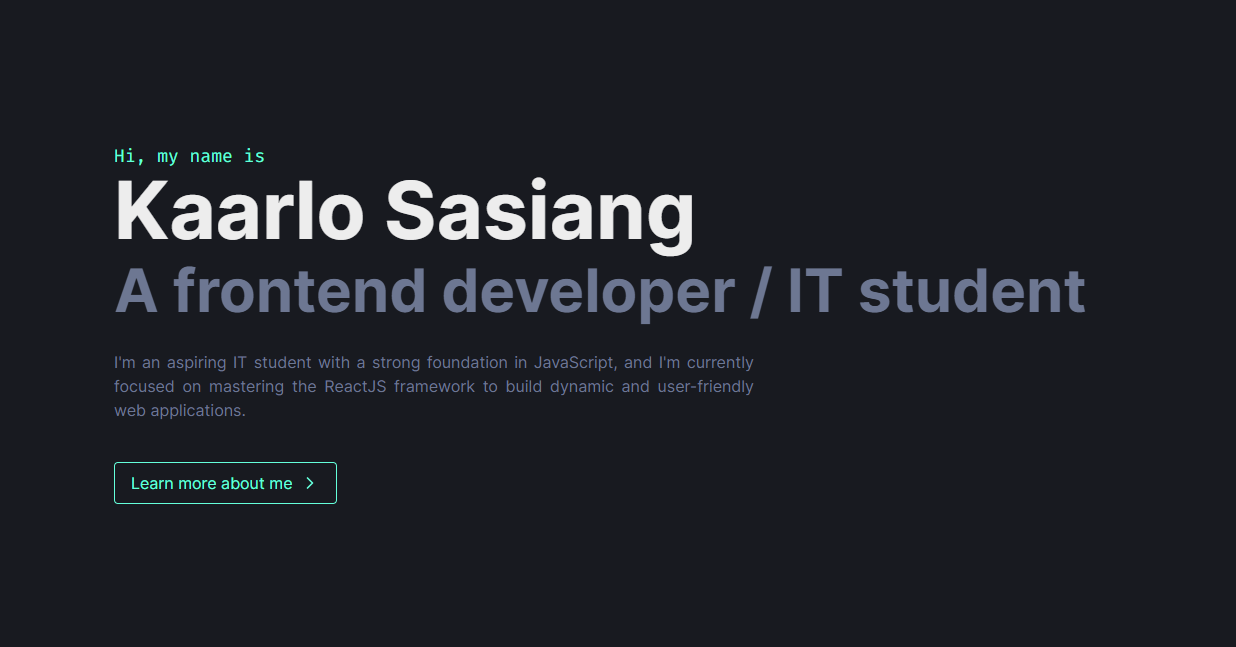 Hi, my name is
Kaarlo Sasiang
A frontend developer / IT student
I'm an aspiring IT student with a strong foundation in JavaScript, and I'm currently
focused on mastering the ReactJS framework to build dynamic and user-friendly
web applications.
Learn more about me